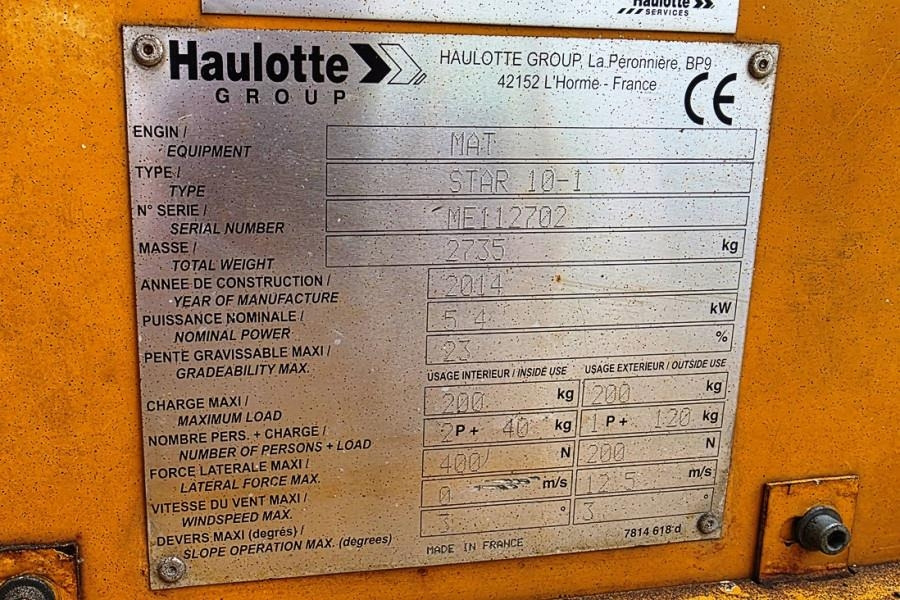 Haulotte
SERVICES
Haulotte
GROUP
HAULOTTE GROUP, La.Péronnière, BP9
42152 L'Horme - France
CE
ENGIN /
EQUIPMENT
MAT
TYPE /
TYPE
STAR 10-1
N° SERIE /
SERIAL NUMBER
ME112702
MASSE /
TOTAL WEIGHT
2735 kg
ANNEE DE CONSTRUCTION /
YEAR OF MANUFACTURE
2014
PUISSANCE NOMINALE /
NOMINAL POWER
5.4 kW
PENTE GRAVISSABLE MAXI /
GRADEABILITY MAX.
23 %
USAGE INTERIEUR / INSIDE USE USAGE EXTERIEUR / OUTSIDE USE
CHARGE MAXI /
MAXIMUM LOAD
200 kg 200 kg
NOMBRE PERS. + CHARGE /
NUMBER OF PERSONS + LOAD
2P + 40 kg 1P + 120 kg
FORCE LATERALE MAXI /
LATERAL FORCE MAX.
400 N 200 N
VITESSE DU VENT MAXI /
WINDSPEED MAX.
0 m/s 12.5 m/s
DEVERS MAXI (degrés) /
SLOPE OPERATION MAX. (degrees)
3 ° 3 °
MADE IN FRANCE
7814 618 d